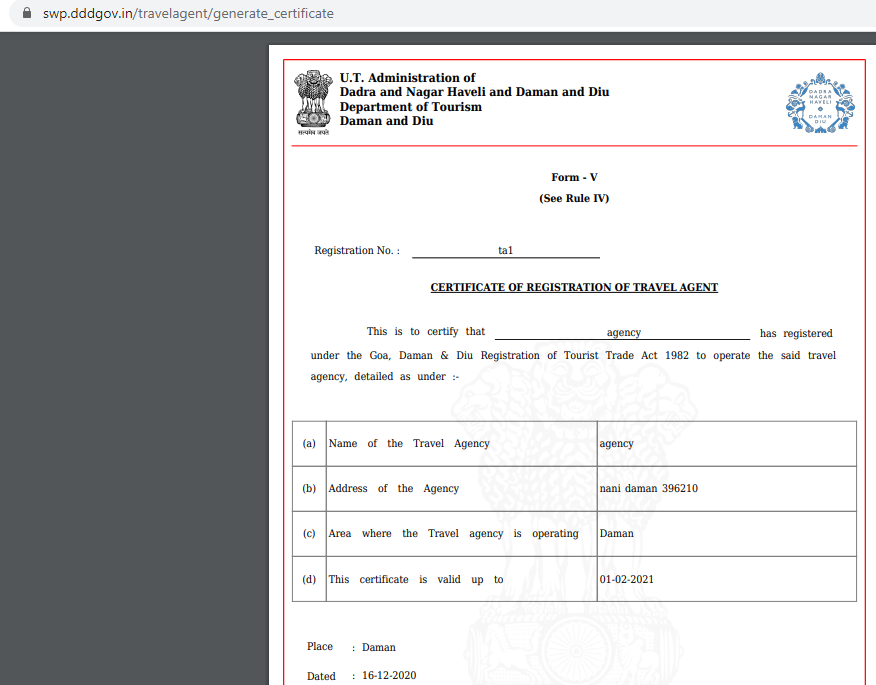 swp.dddgov.in/travelagent/generate_certificate
U.T. Administration of
Dadra and Nagar Haveli and Daman and Diu
Department of Tourism
Daman and Diu
सत्यमेव जयते
DADRA
NAGAR
HAVELI
DAMAN
DIU
Form - V
(See Rule IV)
Registration No. : ta1
CERTIFICATE OF REGISTRATION OF TRAVEL AGENT
This is to certify that agency has registered
under the Goa, Daman & Diu Registration of Tourist Trade Act 1982 to operate the said travel
agency, detailed as under :-
(a) Name of the Travel Agency agency
(b) Address of the Agency nani daman 396210
(c) Area where the Travel agency is operating Daman
(d) This certificate is valid up to 01-02-2021
Place : Daman
Dated : 16-12-2020